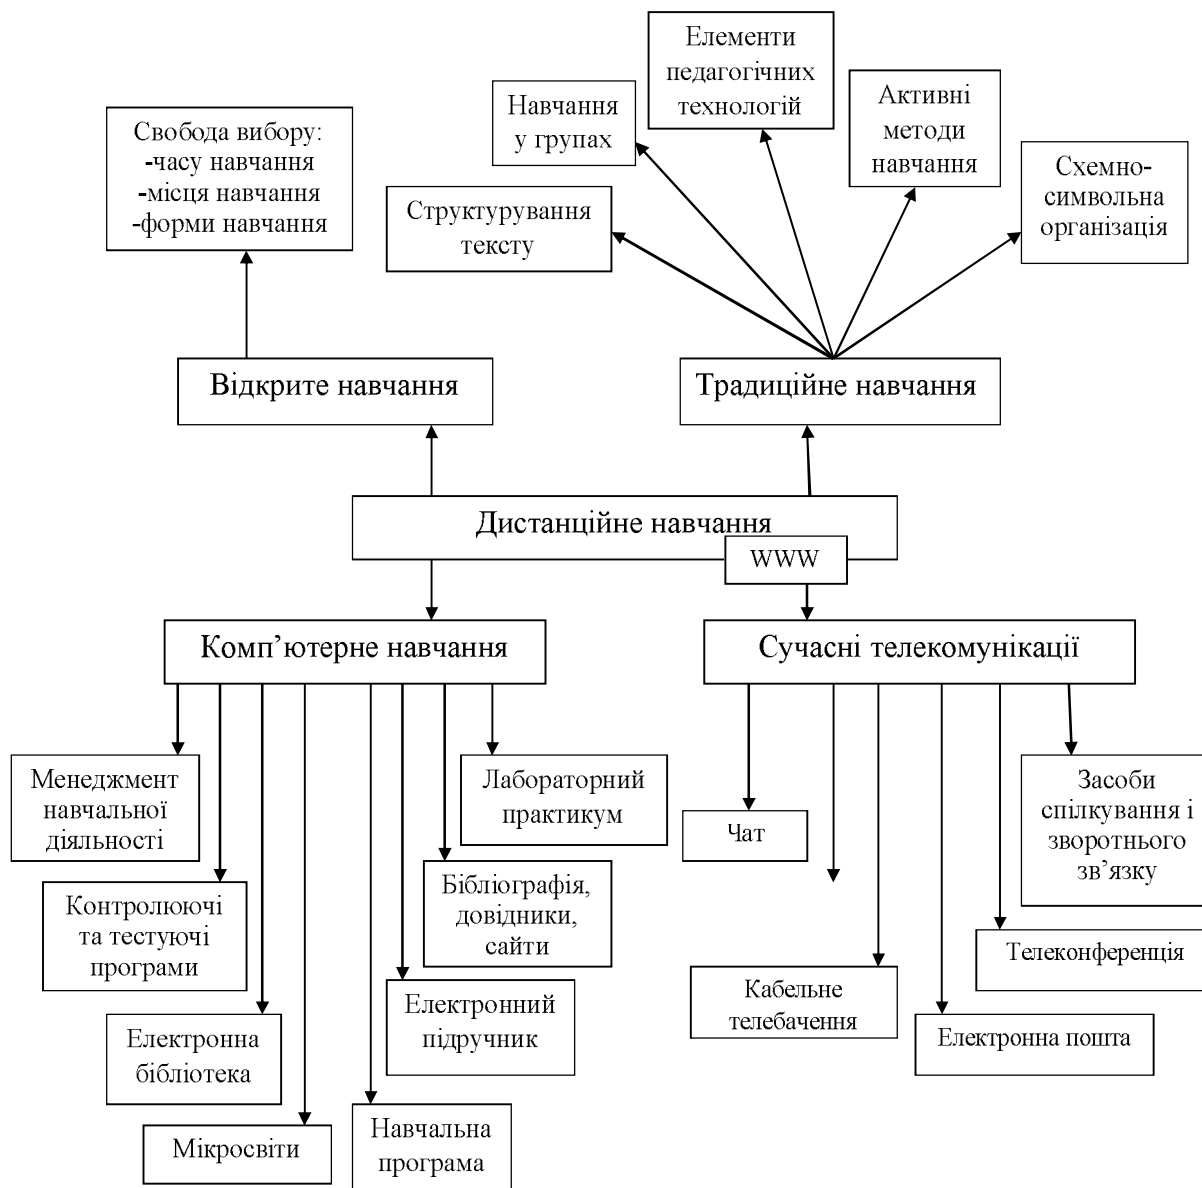 Елементи
педагогічних
технологій
Навчання
у групах
Активні
методи
навчання
Свобода вибору:
-часу навчання
-місця навчання
-форми навчання
Схемно-
символьна
організація
Структурування
тексту
Відкрите навчання
Традиційне навчання
Дистанційне навчання
WWW
Комп’ютерне навчання
Сучасні телекомунікації
Менеджмент
навчальної
діяльності
Лабораторний
практикум
Чат
Засоби
спілкування і
зворотнього
зв’язку
Контролюючі
та тестуючі
програми
Бібліографія,
довідники,
сайти
Телеконференція
Кабельне
телебачення
Електронний
підручник
Електронна
бібліотека
Електронна пошта
Мікросвіти
Навчальна
програма